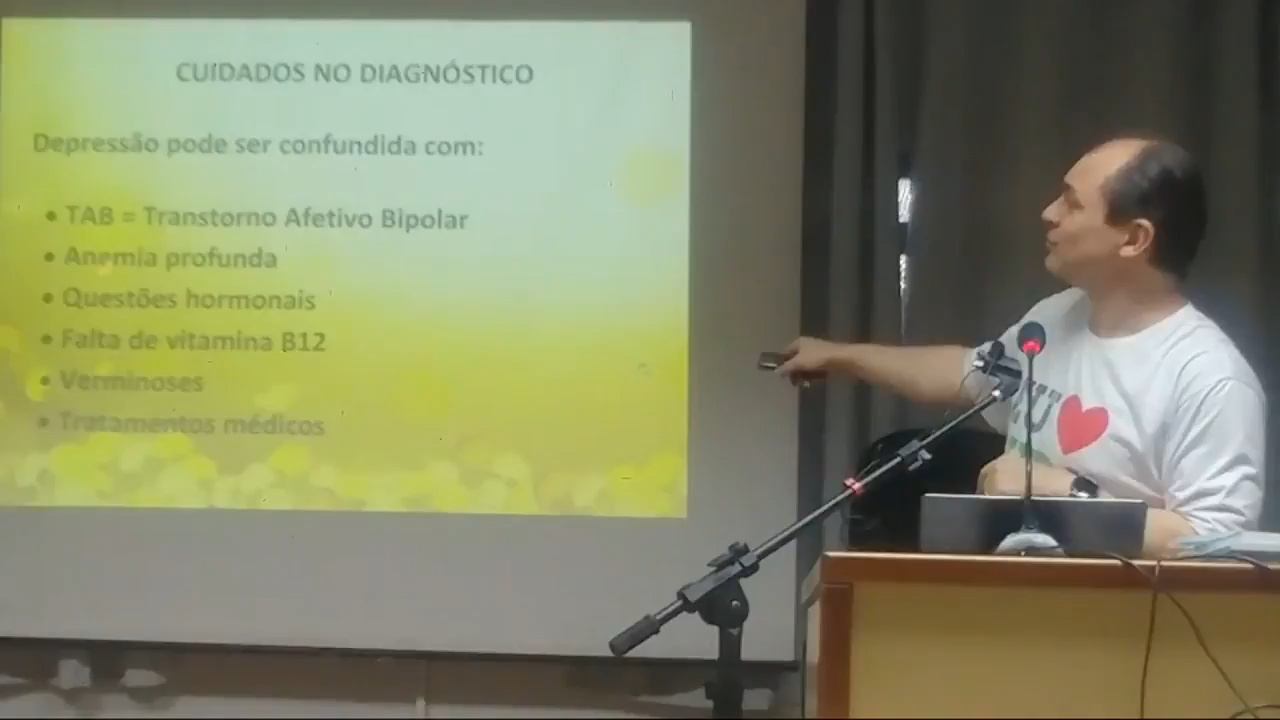 CUIDADOS NO DIAGNÓSTICO
Depressão pode ser confundida com:
• TAB = Transtorno Afetivo Bipolar
• Anemia profunda
• Questões hormonais
• Falta de vitamina B12
• Verminoses
• Tratamentos médicos
EU